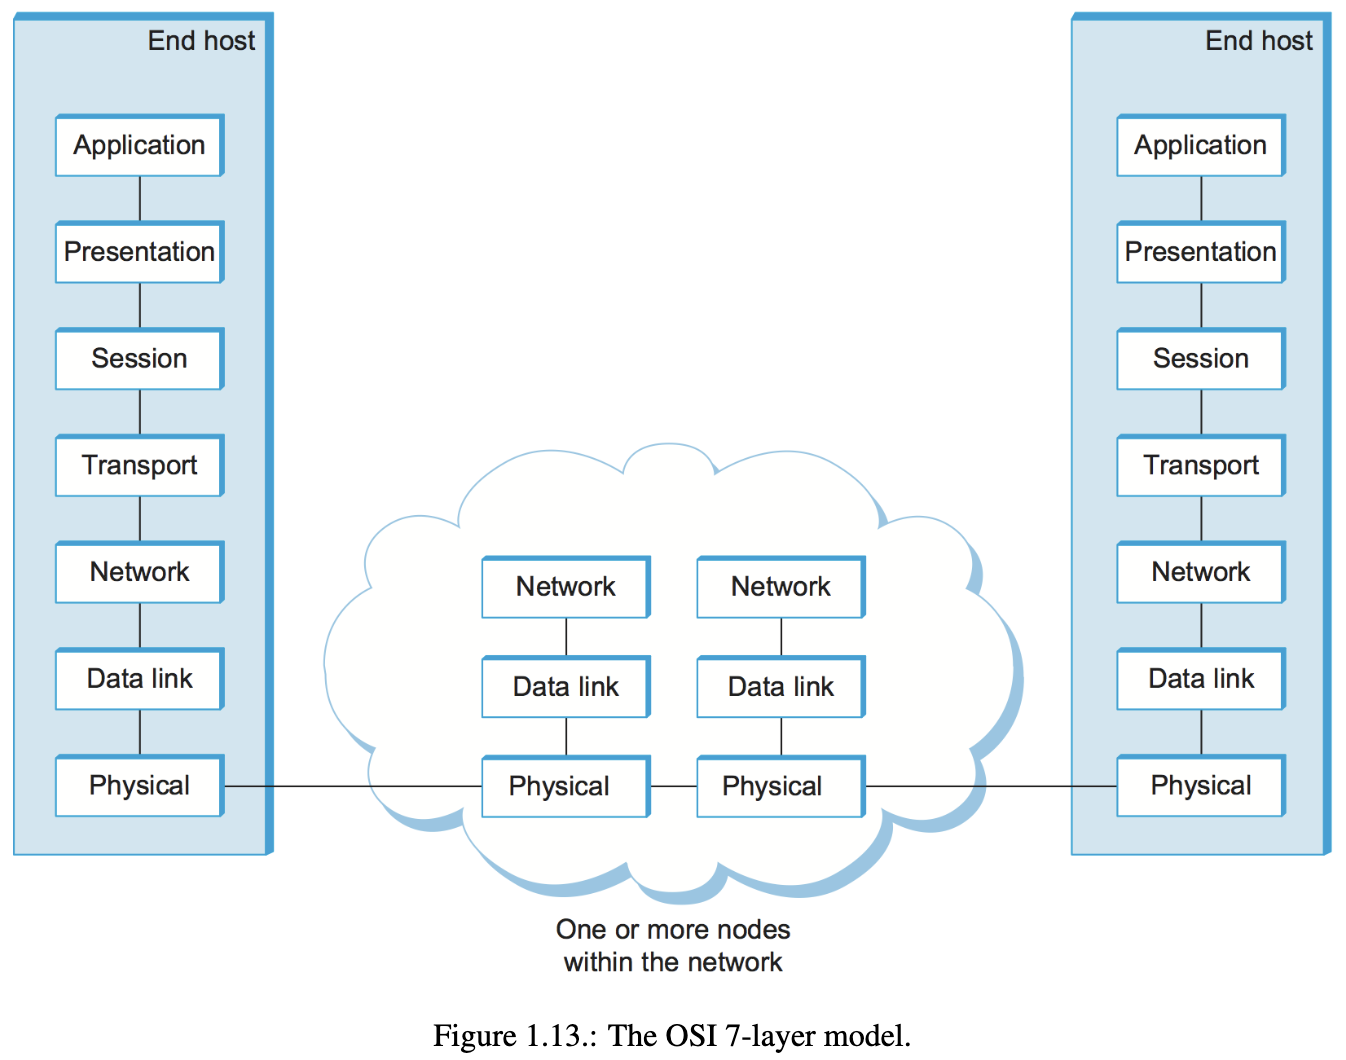 End host
Application
Presentation
Session
Transport
Network
Data link
Physical
Network
Data link
Physical
Network
Data link
Physical
One or more nodes
within the network
End host
Application
Presentation
Session
Transport
Network
Data link
Physical
Figure 1.13.: The OSI 7-layer model.